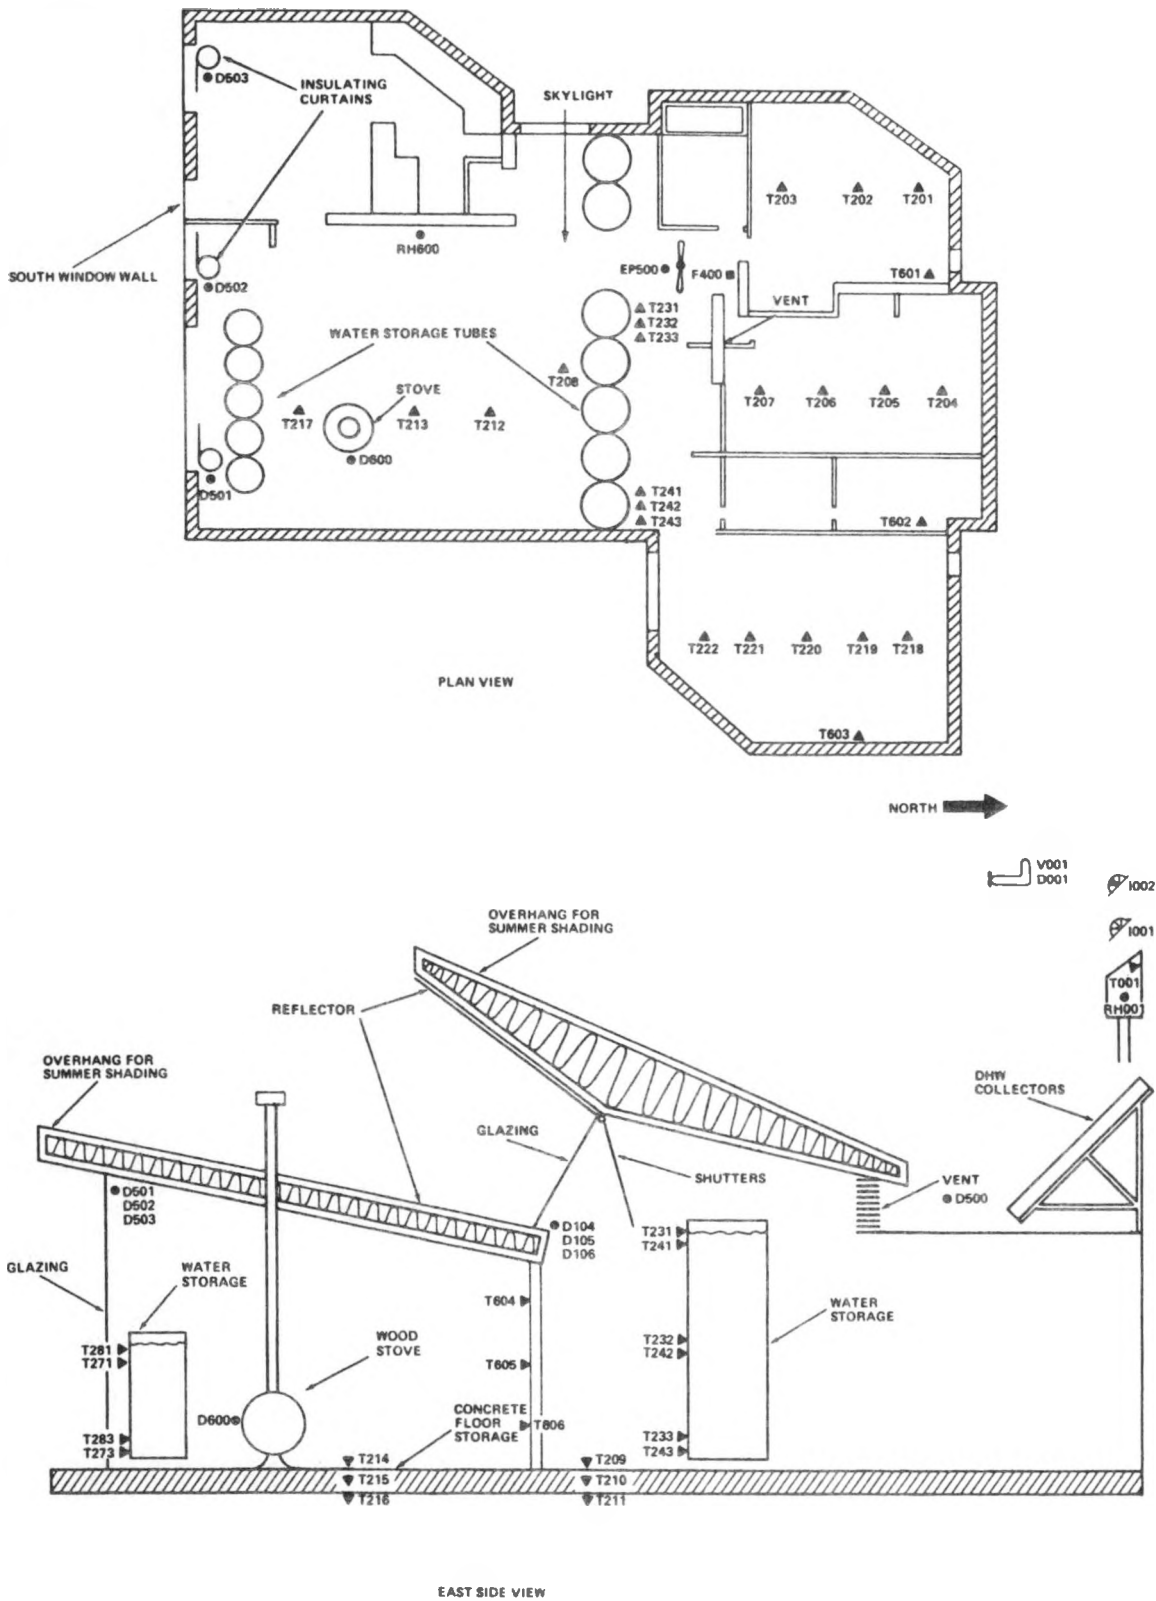 D503
INSULATING
CURTAINS
SKYLIGHT
T203
T202
T201
RH600
SOUTH WINDOW WALL
EP500
F400
T601
D502
VENT
T231
T232
T233
WATER STORAGE TUBES
T208
STOVE
T207
T206
T205
T204
T217
T213
T212
D600
D501
T241
T242
T243
T602
T222
T221
T220
T219
T218
PLAN VIEW
T603
NORTH
V001
D001
I002
I001
OVERHANG FOR
SUMMER SHADING
T001
RH001
REFLECTOR
OVERHANG FOR
SUMMER SHADING
DHW
COLLECTORS
GLAZING
SHUTTERS
VENT
D500
D501
D502
D503
D104
D105
D106
T231
T241
GLAZING
WATER
STORAGE
T604
WATER
STORAGE
T281
T271
WOOD
STOVE
T605
T232
T242
D600
CONCRETE
FLOOR
STORAGE
T606
T283
T273
T233
T243
T214
T215
T216
T209
T210
T211
EAST SIDE VIEW